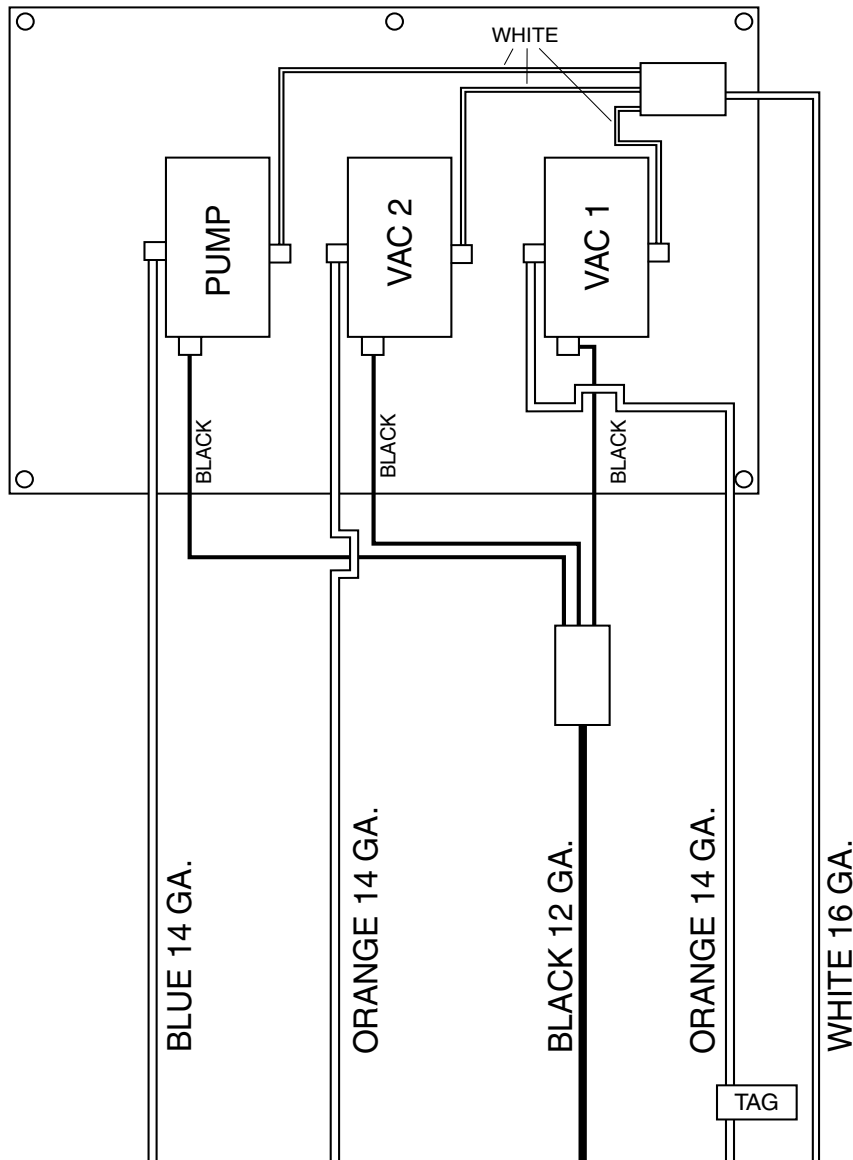 WHITE
PUMP
VAC 2
VAC 1
BLACK
BLACK
BLACK
BLUE 14 GA.
ORANGE 14 GA.
BLACK 12 GA.
ORANGE 14 GA.
WHITE 16 GA.
TAG